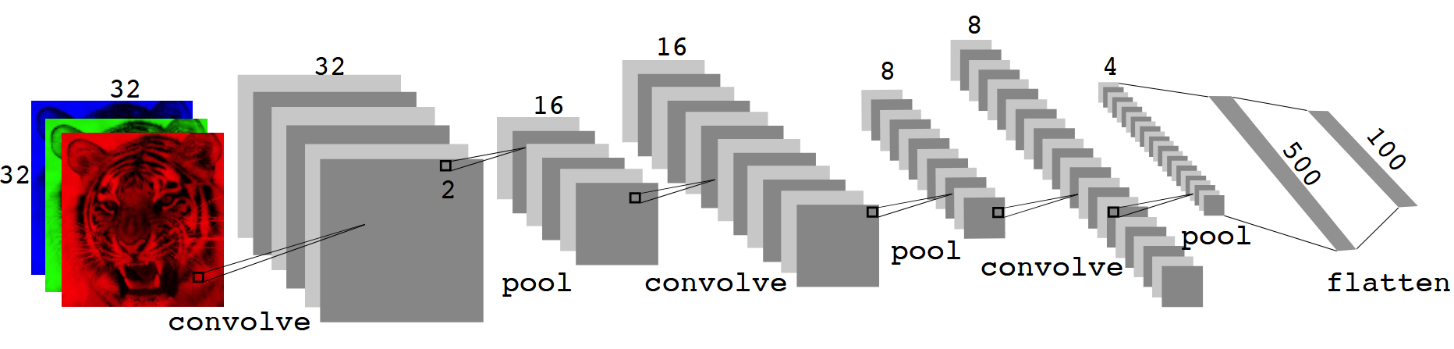 32
32
32
2
16
16
8
8
4
500
100
convolve
pool
convolve
pool
convolve
pool
flatten